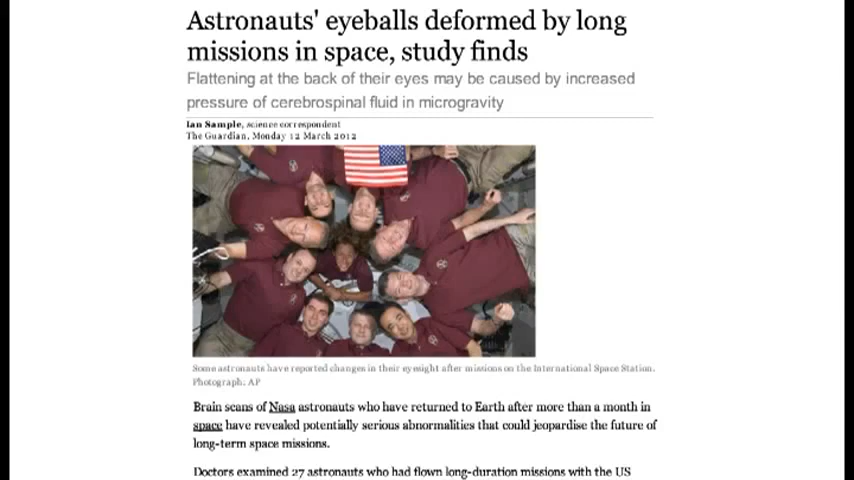 Astronauts' eyeballs deformed by long
missions in space, study finds
Flattening at the back of their eyes may be caused by increased
pressure of cerebrospinal fluid in microgravity
Ian Sample, science correspondent
The Guardian, Monday 12 March 2012
Some astronauts have reported changes in their eyesight after missions on the International Space Station.
Photograph: AP
Brain scans of Nasa astronauts who have returned to Earth after more than a month in
space have revealed potentially serious abnormalities that could jeopardise the future of
long-term space missions.
Doctors examined 27 astronauts who had flown long-duration missions with the US